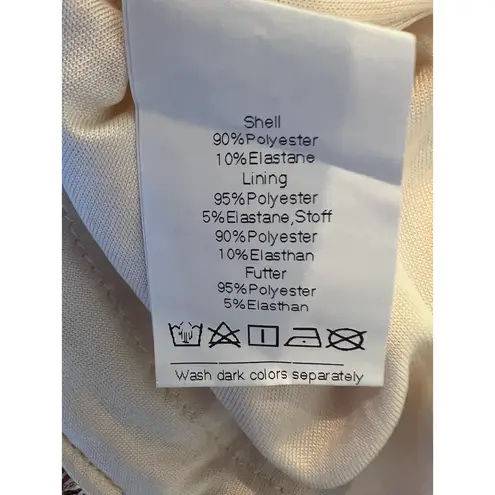 Shell
90%Polyester
10%Elastane
Lining
95%Polyester
5%Elastane,Stoff
90%Polyester
10%Elasthan
Futter
95%Polyester
5%Elasthan
Wash dark colors separately